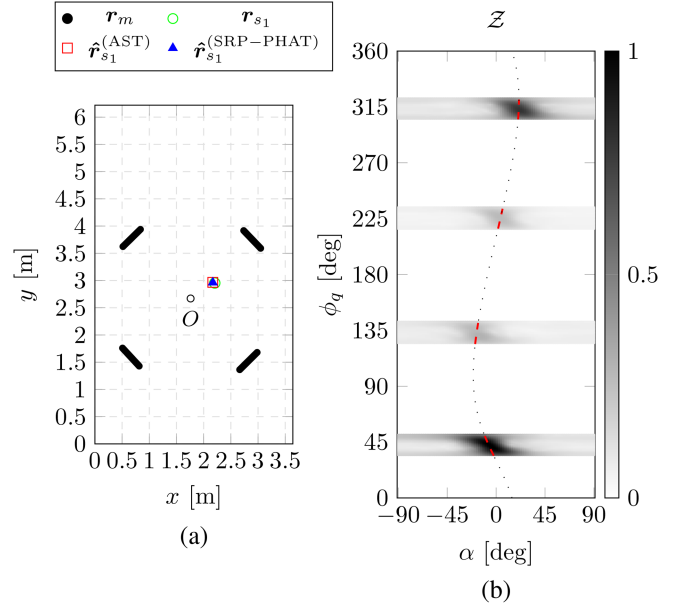 r_m r_{s_1}
r̂_{s_1}^{(AST)} r̂_{s_1}^{(SRP−PHAT)}
6
5.5
5
4.5
4
3.5
3
2.5
2
1.5
1
0.5
0
y [m]
O
0 0.5 1 1.5 2 2.5 3 3.5
x [m]
(a)
𝒵
360
315
270
225
180
135
90
45
0
ϕ_q [deg]
−90 −45 0 45 90
α [deg]
1
0.5
0
(b)